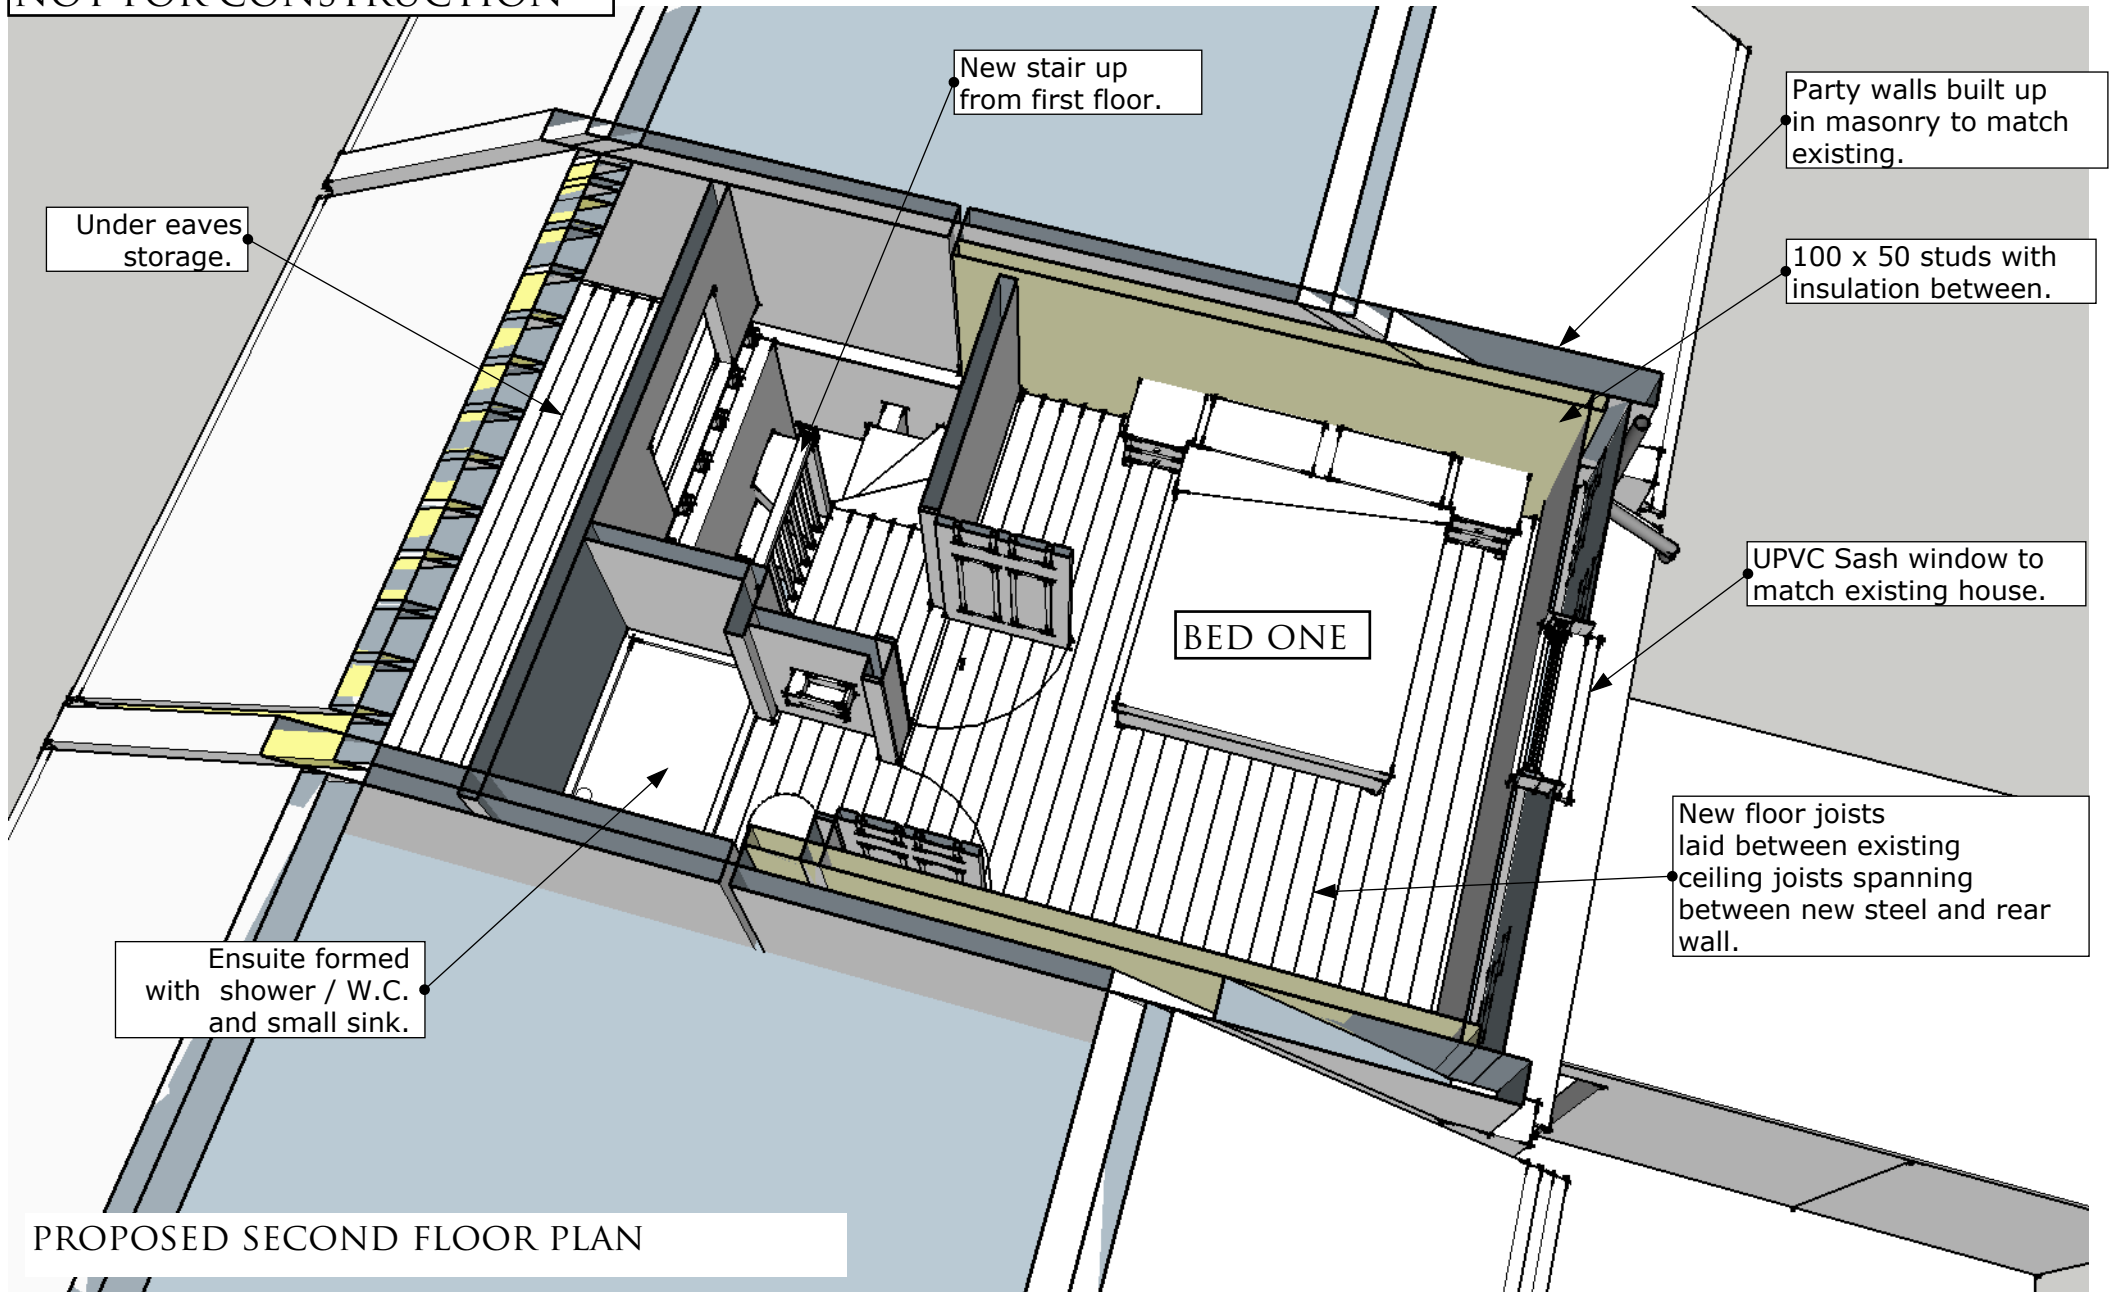 NOT FOR CONSTRUCTION
New stair up
from first floor.
Party walls built up
in masonry to match
existing.
Under eaves
storage.
100 x 50 studs with
insulation between.
UPVC Sash window to
match existing house.
BED ONE
New floor joists
laid between existing
ceiling joists spanning
between new steel and rear
wall.
Ensuite formed
with shower / W.C.
and small sink.
PROPOSED SECOND FLOOR PLAN